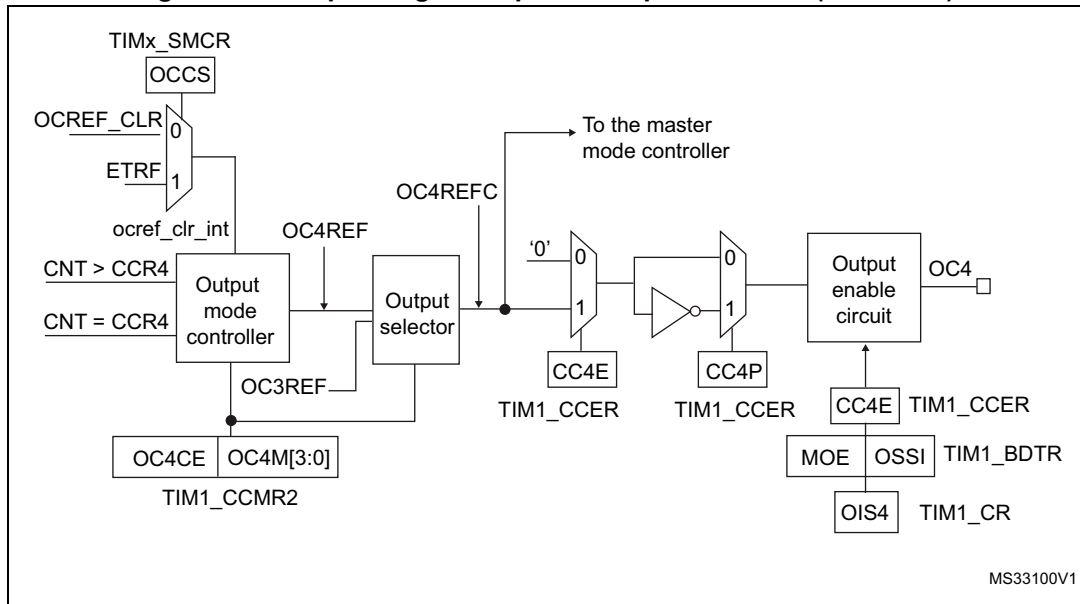 TIMx_SMCR
OCCS
OCREF_CLR
0
ETRF
1
ocref_clr_int
To the master
mode controller
OC4REFC
OC4REF
CNT > CCR4
CNT = CCR4
Output
mode
controller
Output
selector
OC3REF
'0'
0
1
0
1
Output
enable
circuit
OC4
CC4E
TIM1_CCER
CC4P
TIM1_CCER
CC4E
TIM1_CCER
OC4CE
OC4M[3:0]
TIM1_CCMR2
MOE
OSSI
TIM1_BDTR
OIS4
TIM1_CR
MS33100V1